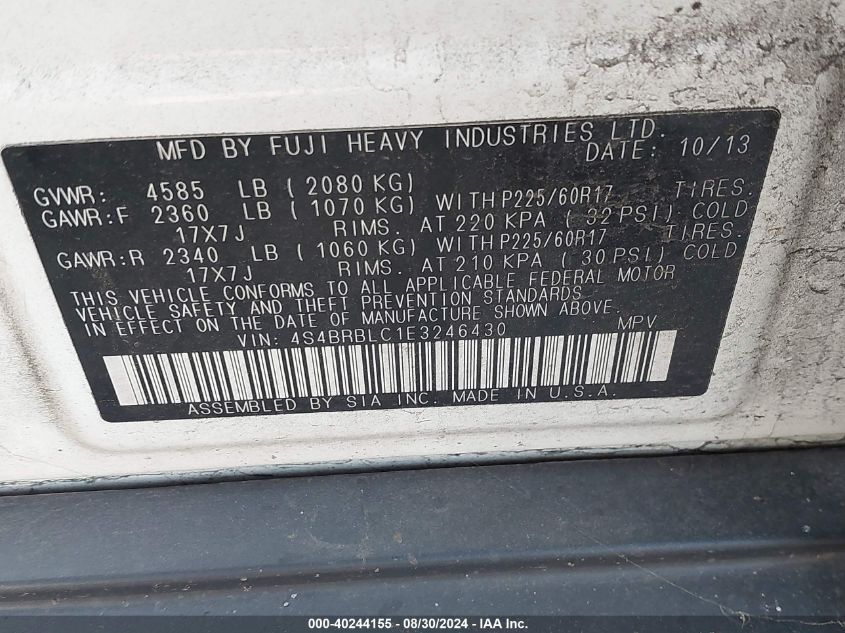 MFD BY FUJI HEAVY INDUSTRIES LTD.
DATE: 10/13
GVWR: 4585 LB (2080 KG)
GAWR:F 2360 LB (1070 KG) WITH P225/60R17 TIRES.
17X7J RIMS. AT 220 KPA (32 PSI) COLD
GAWR:R 2340 LB (1060 KG) WITH P225/60R17 TIRES.
17X7J RIMS. AT 210 KPA (30 PSI) COLD
THIS VEHICLE CONFORMS TO ALL APPLICABLE FEDERAL MOTOR
VEHICLE SAFETY AND THEFT PREVENTION STANDARDS
IN EFFECT ON THE DATE OF MANUFACTURE SHOWN ABOVE.
VIN: 4S4BRBLC1E3246430 MPV
ASSEMBLED BY SIA INC. MADE IN U.S.A.
000-40244155 - 08/30/2024 - © IAA, Inc.